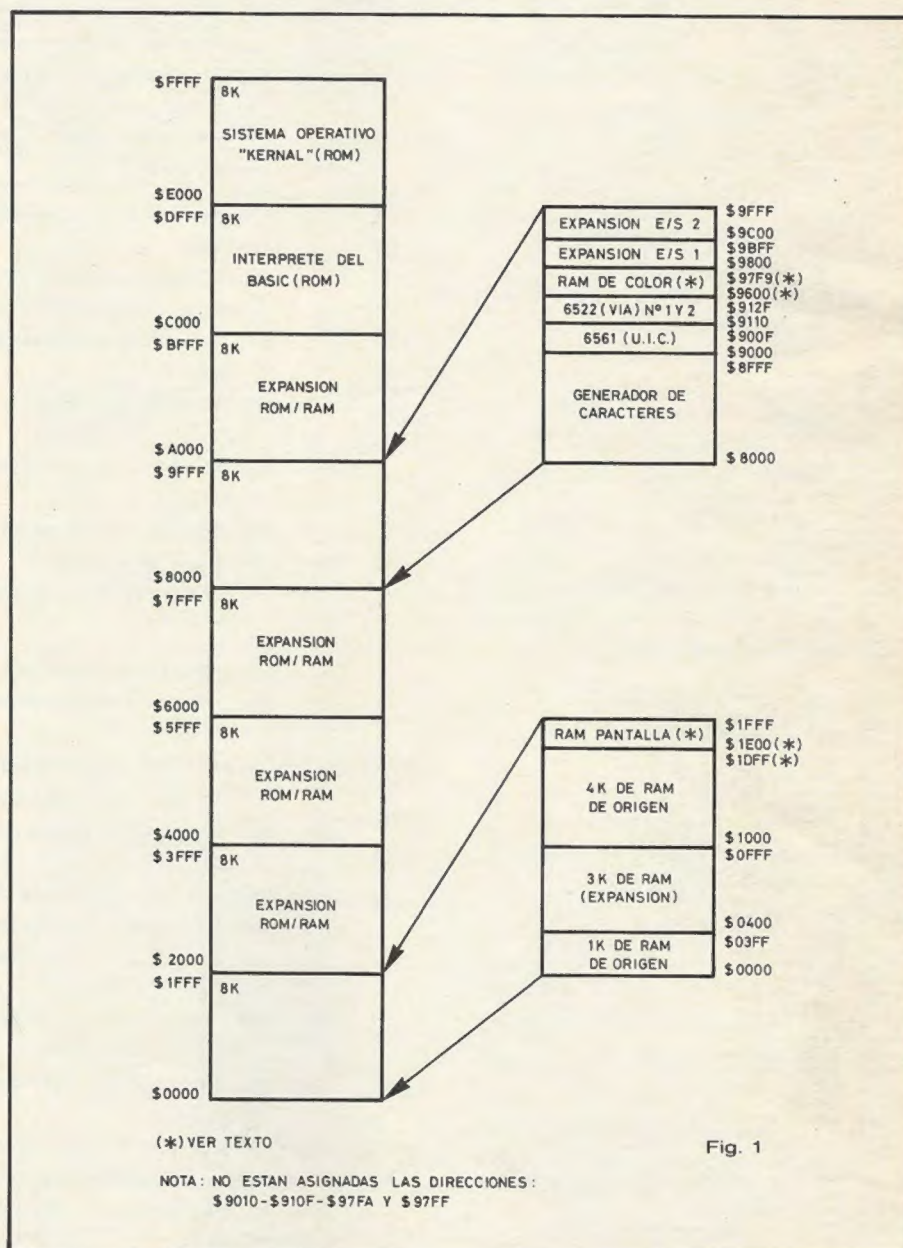 $FFFF
8K
SISTEMA OPERATIVO
"KERNAL"(ROM)
$E000
$DFFF
8K
INTERPRETE DEL
BASIC(ROM)
$C000
$BFFF
8K
EXPANSION
ROM/RAM
$A000
$9FFF
8K
$8000
$7FFF
8K
EXPANSION
ROM/RAM
$6000
$5FFF
8K
EXPANSION
ROM/RAM
$4000
$3FFF
8K
EXPANSION
ROM/RAM
$2000
$1FFF
8K
$0000
EXPANSION E/S 2
$9FFF
$9C00
EXPANSION E/S 1
$9BFF
$9800
RAM DE COLOR(*)
$97F9(*)
$9600(*)
6522(VIA) Nº 1 Y 2
$912F
$9110
6561 (U.I.C.)
$900F
$9000
$8FFF
GENERADOR DE
CARACTERES
$8000
RAM PANTALLA(*)
$1FFF
$1E00(*)
$1DFF(*)
4K DE RAM
DE ORIGEN
$1000
$0FFF
3K DE RAM
(EXPANSION)
$0400
$03FF
1K DE RAM
DE ORIGEN
$0000
(*)VER TEXTO
Fig. 1
NOTA: NO ESTAN ASIGNADAS LAS DIRECCIONES:
$9010-$910F-$97FA Y $97FF